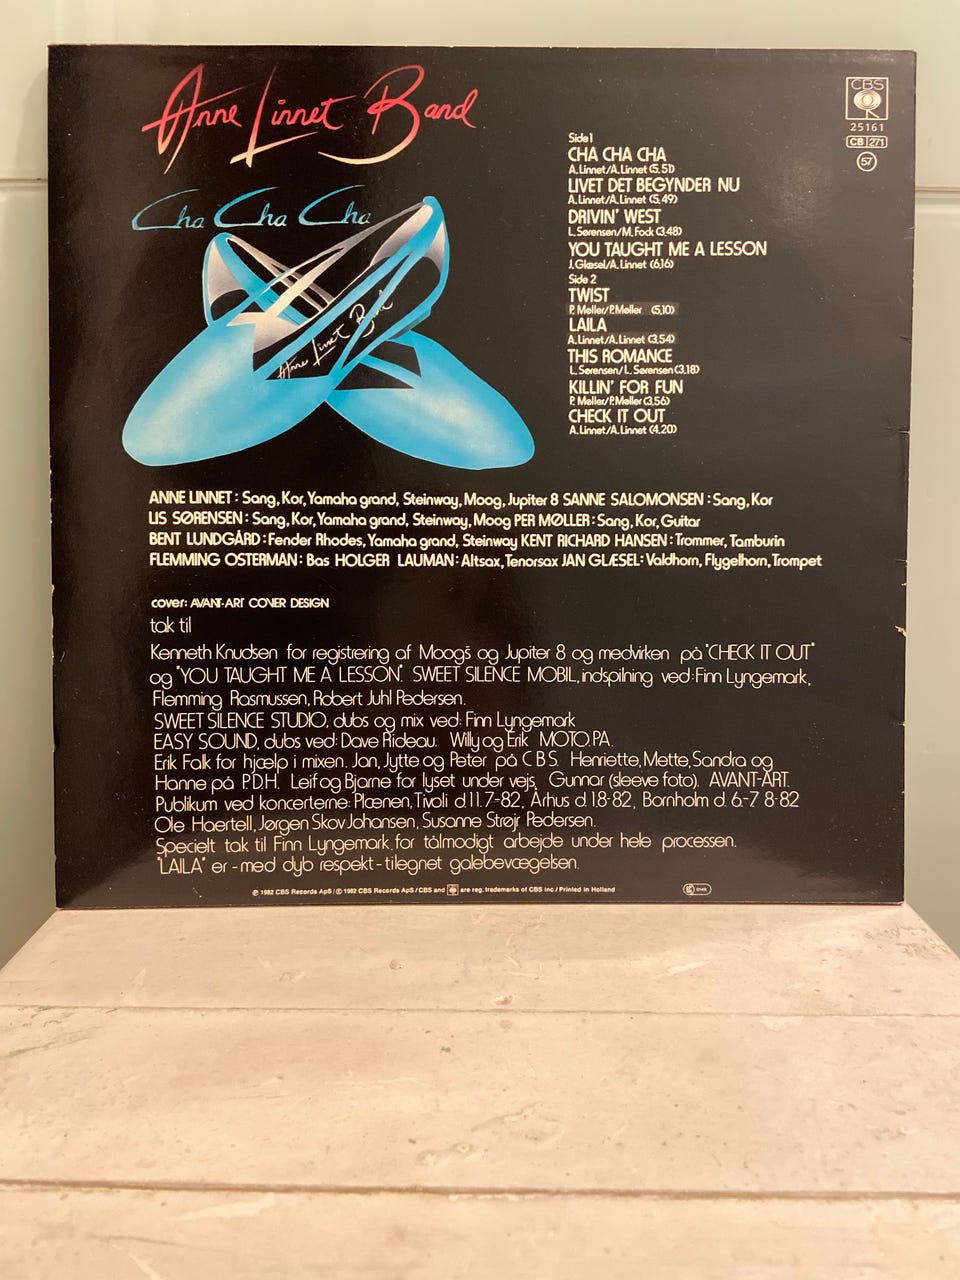 Anne Linnet Band
Cha Cha Cha
Anne Linnet Band
CBS
25161
CB 271
57
Side 1
CHA CHA CHA
A. Linnet/A. Linnet (5,51)
LIVET DET BEGYNDER NU
A. Linnet/A. Linnet (5,49)
DRIVIN' WEST
L. Sørensen/M. Fock (3,48)
YOU TAUGHT ME A LESSON
J. Glæsel/A. Linnet (6,16)
Side 2
TWIST
P. Møller/P. Møller (5,10)
LAILA
A. Linnet/A. Linnet (3,54)
THIS ROMANCE
L. Sørensen/L. Sørensen (3,18)
KILLIN' FOR FUN
P. Møller/P. Møller (3,56)
CHECK IT OUT
A. Linnet/A. Linnet (4,20)
ANNE LINNET: Sang, Kor, Yamaha grand, Steinway, Moog, Jupiter 8 SANNE SALOMONSEN: Sang, Kor
LIS SØRENSEN: Sang, Kor, Yamaha grand, Steinway, Moog PER MØLLER: Sang, Kor, Guitar
BENT LUNDGÅRD: Fender Rhodes, Yamaha grand, Steinway KENT RICHARD HANSEN: Trommer, Tamburin
FLEMMING OSTERMAN: Bas HOLGER LAUMAN: Altsax, Tenorsax JAN GLÆSEL: Valdhorn, Flygelhorn, Trompet
cover: AVANT-ART COVER DESIGN
tak til
Kenneth Knudsen for registrering af Moog's og Jupiter 8 og medvirken på "CHECK IT OUT"
og "YOU TAUGHT ME A LESSON". SWEET SILENCE MOBIL, indspilning ved: Finn Lyngemark,
Flemming Rasmussen, Robert Juhl Pedersen.
SWEET SILENCE STUDIO, dubs og mix ved: Finn Lyngemark
EASY SOUND, dubs ved: Dave Rideau. Willy og Erik MOTO P.A.
Erik Falk for hjælp i mixen. Jan, Jytte og Peter på C B S. Henriette, Mette, Sandra og
Hanne på P.D.H. Leif og Bjarne for lyset under vejs. Gunnar (sleeve foto). AVANT-ART.
Publikum ved koncerterne: Plænen, Tivoli d 11.7-82, Århus d 1.8-82, Bornholm d. 6-7 8-82
Ole Haertell, Jørgen Skov Johansen, Susanne Strøjr Pedersen.
Specielt tak til Finn Lyngemark for tålmodigt arbejde under hele processen.
"LAILA" er - med dyb respekt - tilegnet galebevægelsen.
℗ 1982 CBS Records ApS / © 1982 CBS Records ApS / CBS and are reg. trademarks of CBS inc. / Printed in Holland